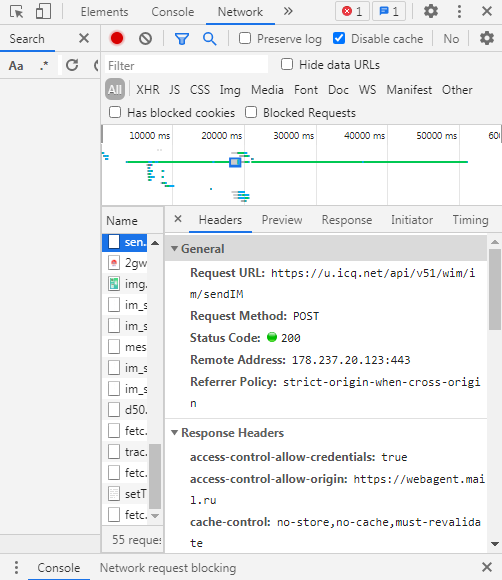 Elements Console Network » 1 1
Search
Preserve log Disable cache No
Aa .*
Filter Hide data URLs
All XHR JS CSS Img Media Font Doc WS Manifest Other
Has blocked cookies Blocked Requests
10000 ms 20000 ms 30000 ms 40000 ms 50000 ms 600
Name × Headers Preview Response Initiator Timing
sen.
2gw
img.
im_s
im_s
mes
im_s
im_s
d50.
fetc.
trac.
fetc.
setT
fetc.
55 reque
General
Request URL: https://u.icq.net/api/v51/wim/i
m/sendIM
Request Method: POST
Status Code: 200
Remote Address: 178.237.20.123:443
Referrer Policy: strict-origin-when-cross-origi
n
Response Headers
access-control-allow-credentials: true
access-control-allow-origin: https://webagent.mai
l.ru
cache-control: no-store,no-cache,must-revalida
te
Console Network request blocking